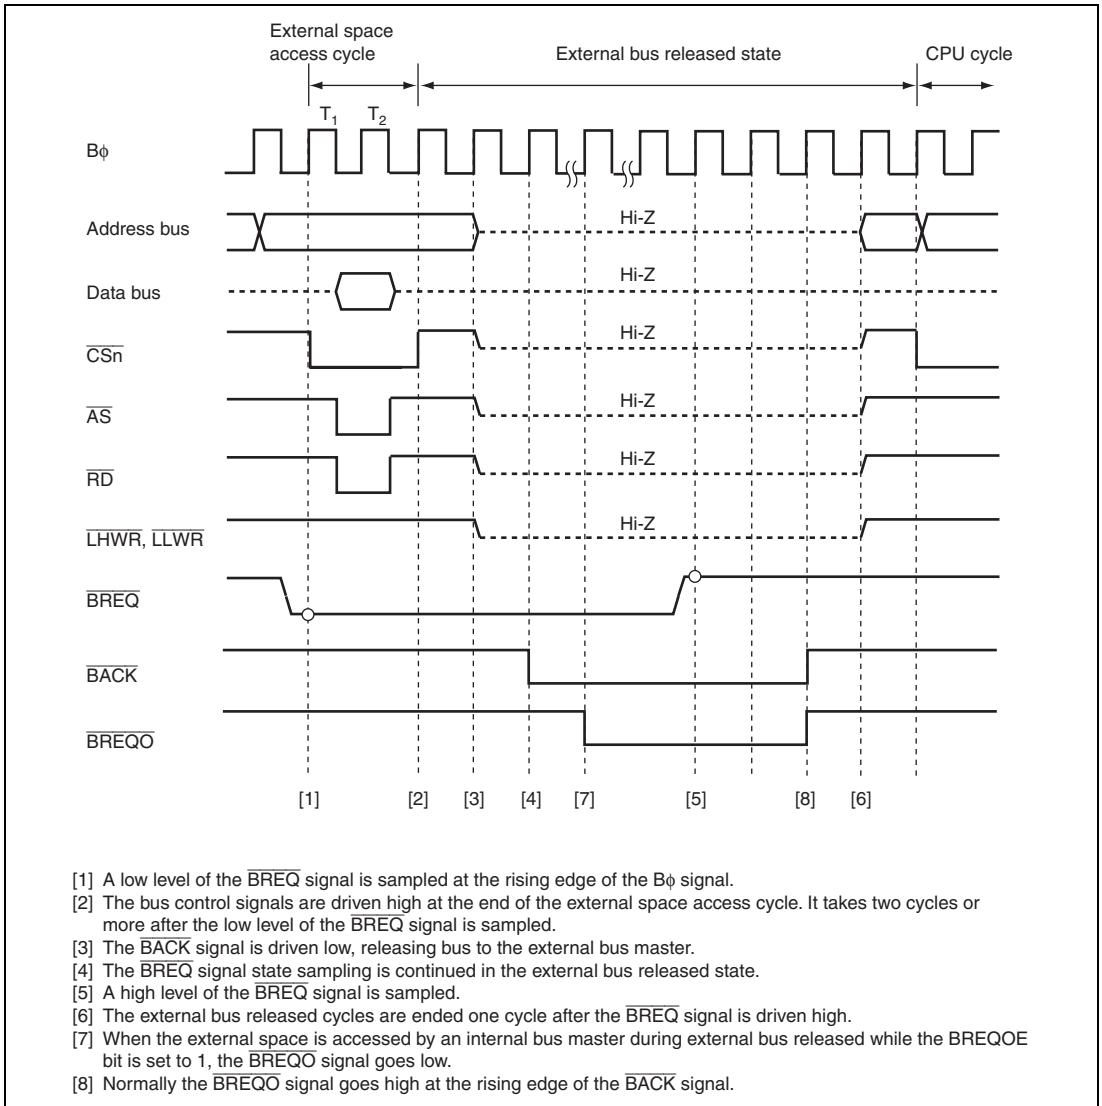 External space
access cycle
External bus released state
CPU cycle
T1
T2
Bϕ
Address bus
Hi-Z
Data bus
Hi-Z
CSn
Hi-Z
AS
Hi-Z
RD
Hi-Z
LHWR, LLWR
Hi-Z
BREQ
BACK
BREQO
[1] [2] [3] [4] [7] [5] [8] [6]
[1] A low level of the BREQ signal is sampled at the rising edge of the Bϕ signal.
[2] The bus control signals are driven high at the end of the external space access cycle. It takes two cycles or
more after the low level of the BREQ signal is sampled.
[3] The BACK signal is driven low, releasing bus to the external bus master.
[4] The BREQ signal state sampling is continued in the external bus released state.
[5] A high level of the BREQ signal is sampled.
[6] The external bus released cycles are ended one cycle after the BREQ signal is driven high.
[7] When the external space is accessed by an internal bus master during external bus released while the BREQOE
bit is set to 1, the BREQO signal goes low.
[8] Normally the BREQO signal goes high at the rising edge of the BACK signal.